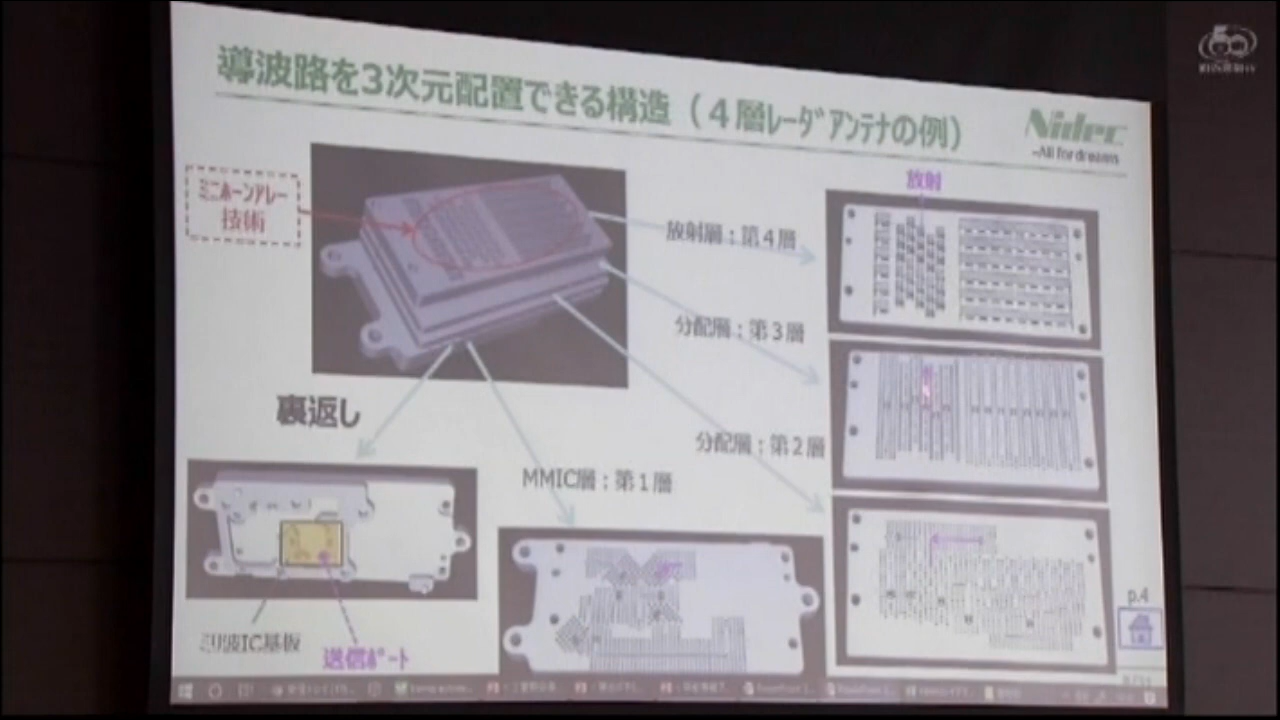 導波路を3次元配置できる構造（４層ﾚｰﾀﾞｱﾝﾃﾅの例）
Nidec
-All for dreams
ミニホーンアレー
技術
放射
放射層：第４層
分配層：第３層
裏返し
分配層：第２層
MMIC層：第１層
ミリ波IC基板
送信ﾎﾟｰﾄ
p.4